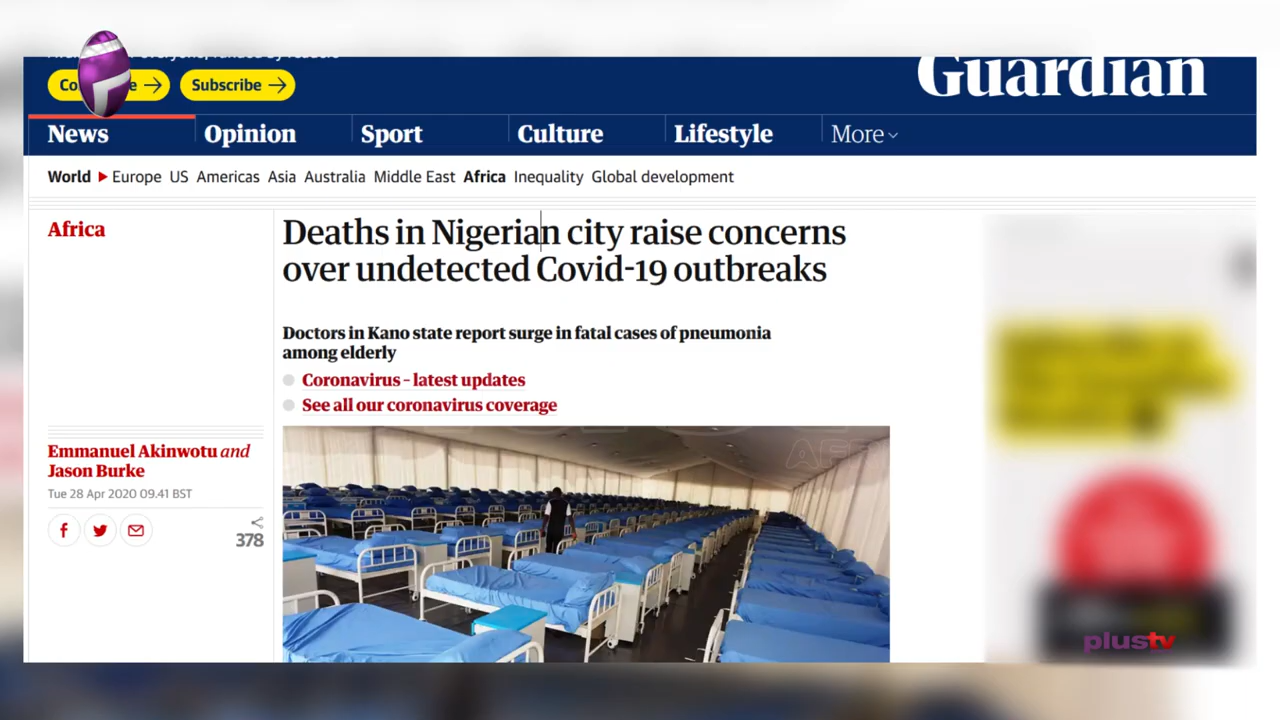 Subscribe →
Guardian
News
Opinion
Sport
Culture
Lifestyle
More
World
Europe
US
Americas
Asia
Australia
Middle East
Africa
Inequality
Global development
Africa
Deaths in Nigerian city raise concerns
over undetected Covid-19 outbreaks
Doctors in Kano state report surge in fatal cases of pneumonia
among elderly
Coronavirus – latest updates
See all our coronavirus coverage
Emmanuel Akinwotu and
Jason Burke
Tue 28 Apr 2020 09.41 BST
378
plustv